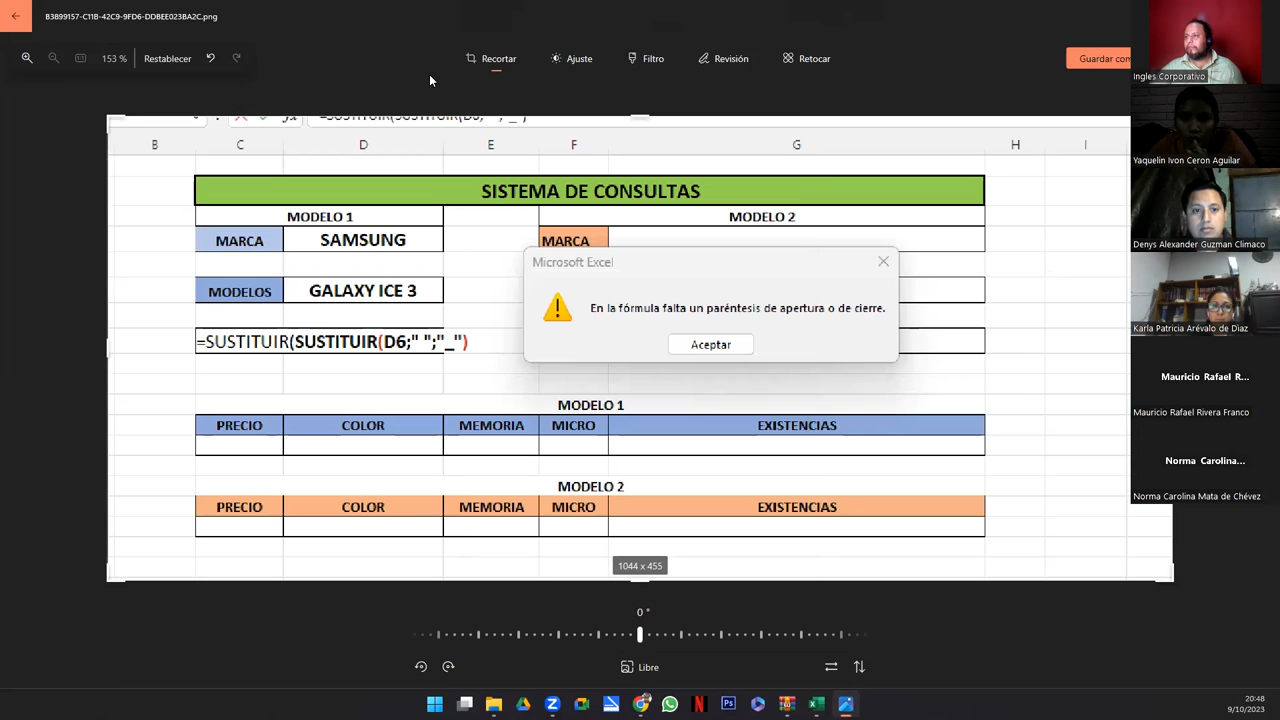 B3899157-C11B-42C9-9FD6-DDBEE023BA2C.png
153 %
Restablecer
Recortar
Ajuste
Filtro
Revisión
Retocar
Guardar com
B
C
D
E
F
G
H
I
SISTEMA DE CONSULTAS
MODELO 1
MODELO 2
MARCA
SAMSUNG
MARCA
MODELOS
GALAXY ICE 3
=SUSTITUIR(SUSTITUIR(D6;" ";"_")
Microsoft Excel
En la fórmula falta un paréntesis de apertura o de cierre.
Aceptar
MODELO 1
PRECIO
COLOR
MEMORIA
MICRO
EXISTENCIAS
MODELO 2
PRECIO
COLOR
MEMORIA
MICRO
EXISTENCIAS
1044 x 455
0 °
Libre
Ingles Corporativo
Yaquelin Ivon Ceron Aguilar
Denys Alexander Guzman Climaco
Karla Patricia Arévalo de Diaz
Mauricio Rafael R...
Mauricio Rafael Rivera Franco
Norma Carolina...
Norma Carolina Mata de Chévez
20:48
9/10/2023